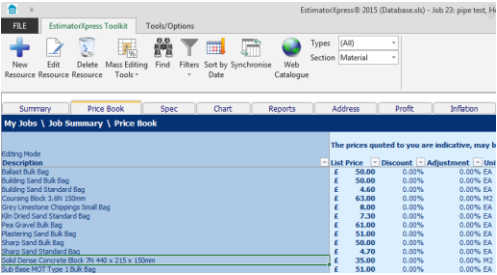 EstimatorXpress® 2015 (Database.xls) - Job 23: pipe test, H
FILE EstimatorXpress Toolkit Tools/Options
New Resource Edit Resource Delete Resource Mass Editing Tools Find Filters Sort by Date Synchronise Web Catalogue
Types (All)
Section Material
Summary Price Book Spec Chart Reports Address Profit Inflation
My Jobs \ Job Summary \ Price Book
The prices quoted to you are indicative, may b
Editing Mode
Description List Price Discount Adjustment Uni
Ballast Bulk Bag £ 50.00 0.00% 0.00% EA
Building Sand Bulk Bag £ 50.00 0.00% 0.00% EA
Building Sand Standard Bag £ 4.60 0.00% 0.00% EA
Coursing Block 3.6N 150mm £ 63.00 0.00% 0.00% M2
Grey Limestone Chippings Small Bag £ 8.00 0.00% 0.00% EA
Kiln Dried Sand Standard Bag £ 7.30 0.00% 0.00% EA
Pea Gravel Bulk Bag £ 61.00 0.00% 0.00% EA
Plastering Sand Bulk Bag £ 51.00 0.00% 0.00% EA
Sharp Sand Bulk Bag £ 50.00 0.00% 0.00% EA
Sharp Sand Standard Bag £ 4.70 0.00% 0.00% EA
Solid Dense Concrete Block 7N 440 x 215 x 150mm £ 35.00 0.00% 0.00% M2
Sub Base MOT Type 1 Bulk Bag £ 51.00 0.00% 0.00% EA